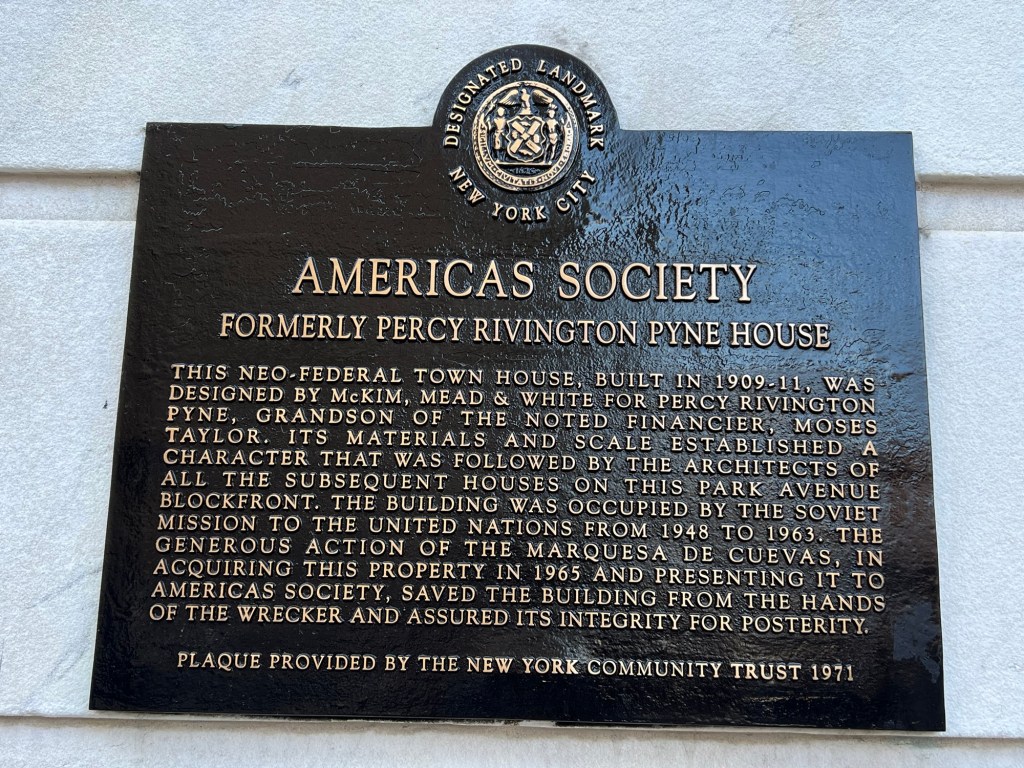 DESIGNATED LANDMARK
NEW YORK CITY
AMERICAS SOCIETY
FORMERLY PERCY RIVINGTON PYNE HOUSE
THIS NEO-FEDERAL TOWN HOUSE, BUILT IN 1909-11, WAS
DESIGNED BY McKIM, MEAD & WHITE FOR PERCY RIVINGTON
PYNE, GRANDSON OF THE NOTED FINANCIER, MOSES
TAYLOR. ITS MATERIALS AND SCALE ESTABLISHED A
CHARACTER THAT WAS FOLLOWED BY THE ARCHITECTS OF
ALL THE SUBSEQUENT HOUSES ON THIS PARK AVENUE
BLOCKFRONT. THE BUILDING WAS OCCUPIED BY THE SOVIET
MISSION TO THE UNITED NATIONS FROM 1948 TO 1963. THE
GENEROUS ACTION OF THE MARQUESA DE CUEVAS, IN
ACQUIRING THIS PROPERTY IN 1965 AND PRESENTING IT TO
AMERICAS SOCIETY, SAVED THE BUILDING FROM THE HANDS
OF THE WRECKER AND ASSURED ITS INTEGRITY FOR POSTERITY.
PLAQUE PROVIDED BY THE NEW YORK COMMUNITY TRUST 1971